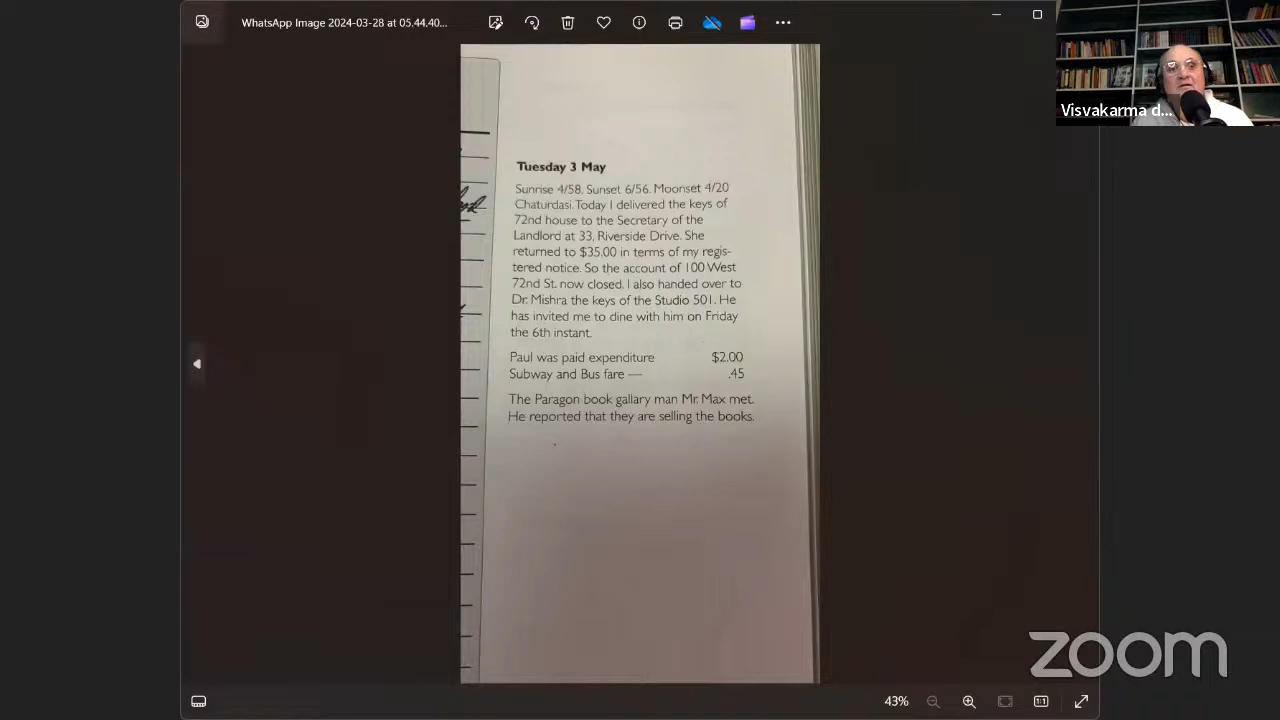 WhatsApp Image 2024-03-28 at 05.44.40...
Visvakarma d...
Tuesday 3 May
Sunrise 4/58. Sunset 6/56. Moonset 4/20
Chaturdasi. Today I delivered the keys of
72nd house to the Secretary of the
Landlord at 33, Riverside Drive. She
returned to $35.00 in terms of my regis-
tered notice. So the account of 100 West
72nd St. now closed. I also handed over to
Dr. Mishra the keys of the Studio 501. He
has invited me to dine with him on Friday
the 6th instant.
Paul was paid expenditure $2.00
Subway and Bus fare — .45
The Paragon book gallary man Mr. Max met.
He reported that they are selling the books.
zoom
43%
1:1